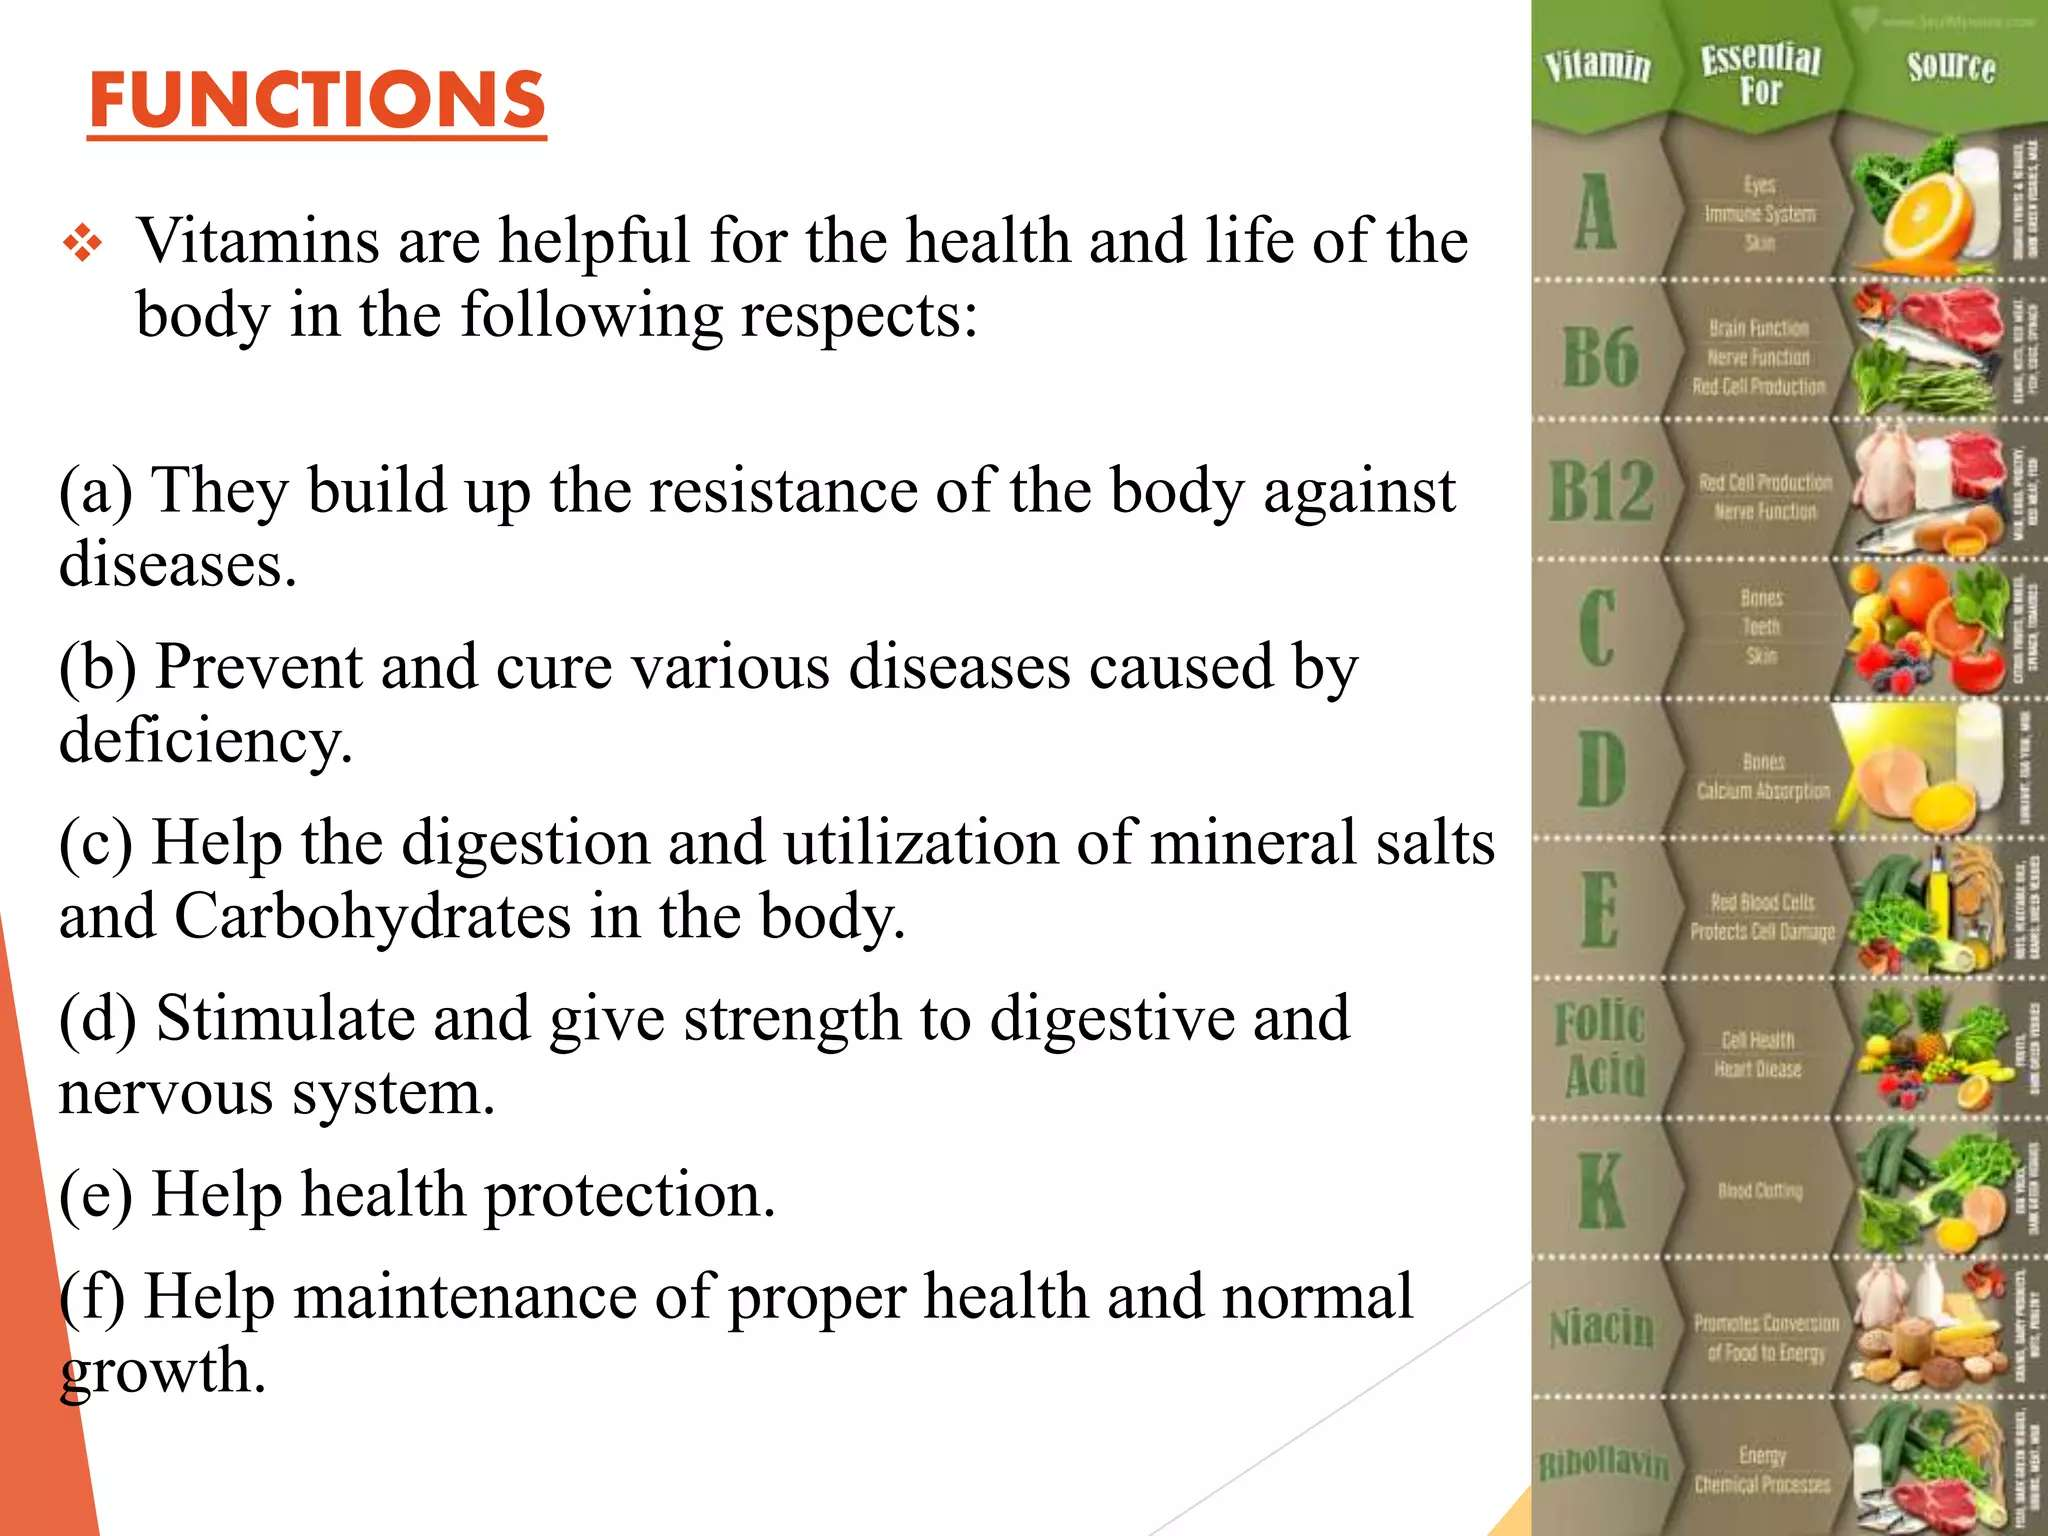 FUNCTIONS
❖ Vitamins are helpful for the health and life of the
body in the following respects:
(a) They build up the resistance of the body against
diseases.
(b) Prevent and cure various diseases caused by
deficiency.
(c) Help the digestion and utilization of mineral salts
and Carbohydrates in the body.
(d) Stimulate and give strength to digestive and
nervous system.
(e) Help health protection.
(f) Help maintenance of proper health and normal
growth.
Vitamin
Essential
For
Source
A
Eyes
Immune System
Skin
B6
Brain Function
Nerve Function
Red Cell Production
B12
Red Cell Production
Nerve Function
C
Bones
Teeth
Skin
D
Bones
Calcium Absorption
E
Red Blood Cells
Protects Cell Damage
Folic
Acid
Cell Health
Heart Diease
K
Blood Clotting
Niacin
Promotes Conversion
of Food to Energy
Riboflavin
Energy
Chemical Processes